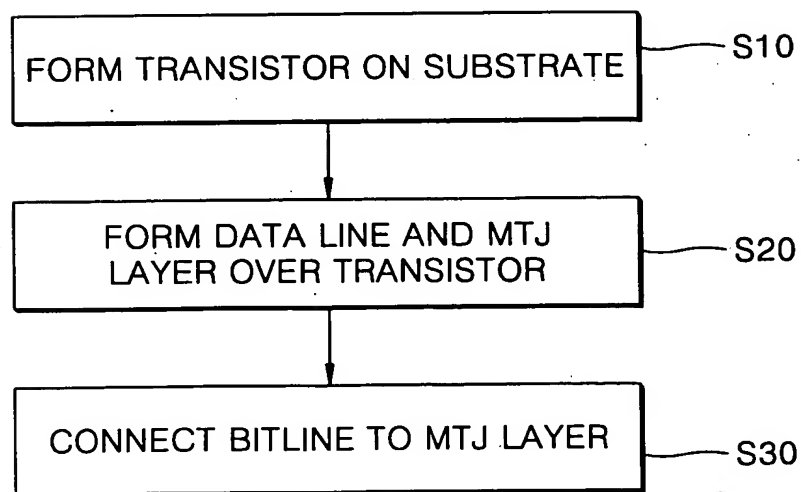 FORM TRANSISTOR ON SUBSTRATE
S10
FORM DATA LINE AND MTJ
LAYER OVER TRANSISTOR
S20
CONNECT BITLINE TO MTJ LAYER
S30